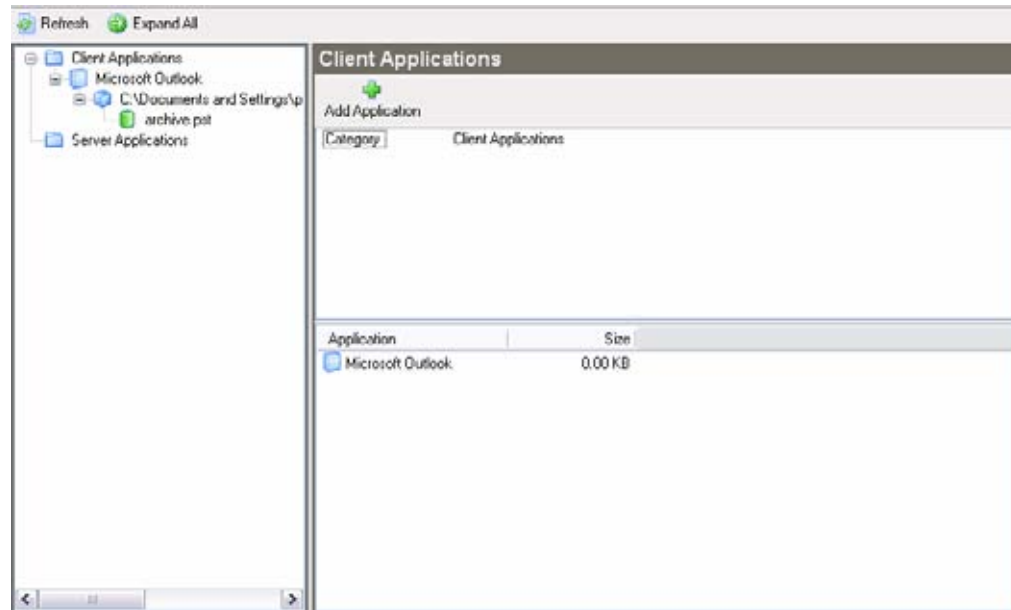 Refresh Expand All
Client Applications
Microsoft Outlook
C:\Documents and Settings\p
archive.pst
Server Applications
Client Applications
Add Application
Category Client Applications
Application Size
Microsoft Outlook 0.00 KB